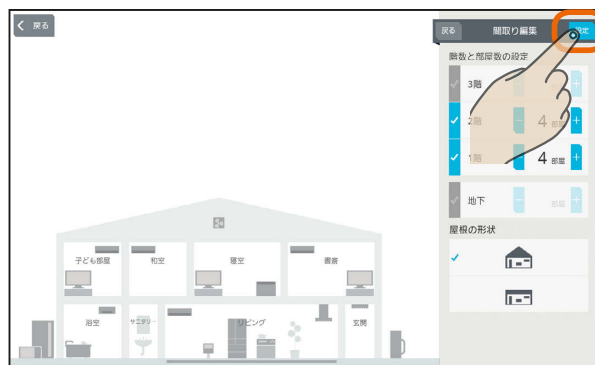 戻る
戻る 間取り編集 設定
階数と部屋数の設定
3階 − 部屋 +
2階 − 4 部屋 +
1階 − 4 部屋 +
地下 − 部屋 +
屋根の形状
子ども部屋 和室 寝室 書斎
浴室 サニタリー リビング 玄関